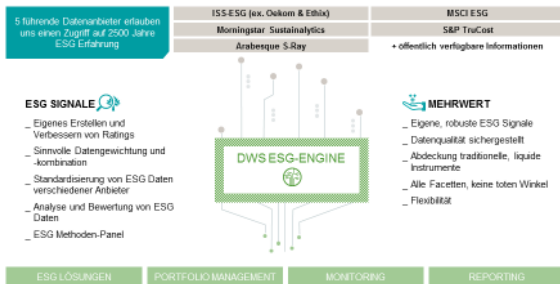 5 führende Datenanbieter erlauben
uns einen Zugriff auf 2500 Jahre
ESG Erfahrung
ISS-ESG (ex. Oekom & Ethix)
MSCI ESG
Morningstar Sustainalytics
S&P TruCost
Arabesque S-Ray
+ öffentlich verfügbare Informationen
ESG SIGNALE
_ Eigenes Erstellen und
Verbessern von Ratings
_ Sinnvolle Datengewichtung und
-kombination
_ Standardisierung von ESG Daten
verschiedener Anbieter
_ Analyse und Bewertung von ESG
Daten
_ ESG Methoden-Panel
DWS ESG-ENGINE
MEHRWERT
_ Eigene, robuste ESG Signale
_ Datenqualität sichergestellt
_ Abdeckung traditionelle, liquide
Instrumente
_ Alle Facetten, keine toten Winkel
_ Flexibilität
ESG LÖSUNGEN
PORTFOLIO MANAGEMENT
MONITORING
REPORTING